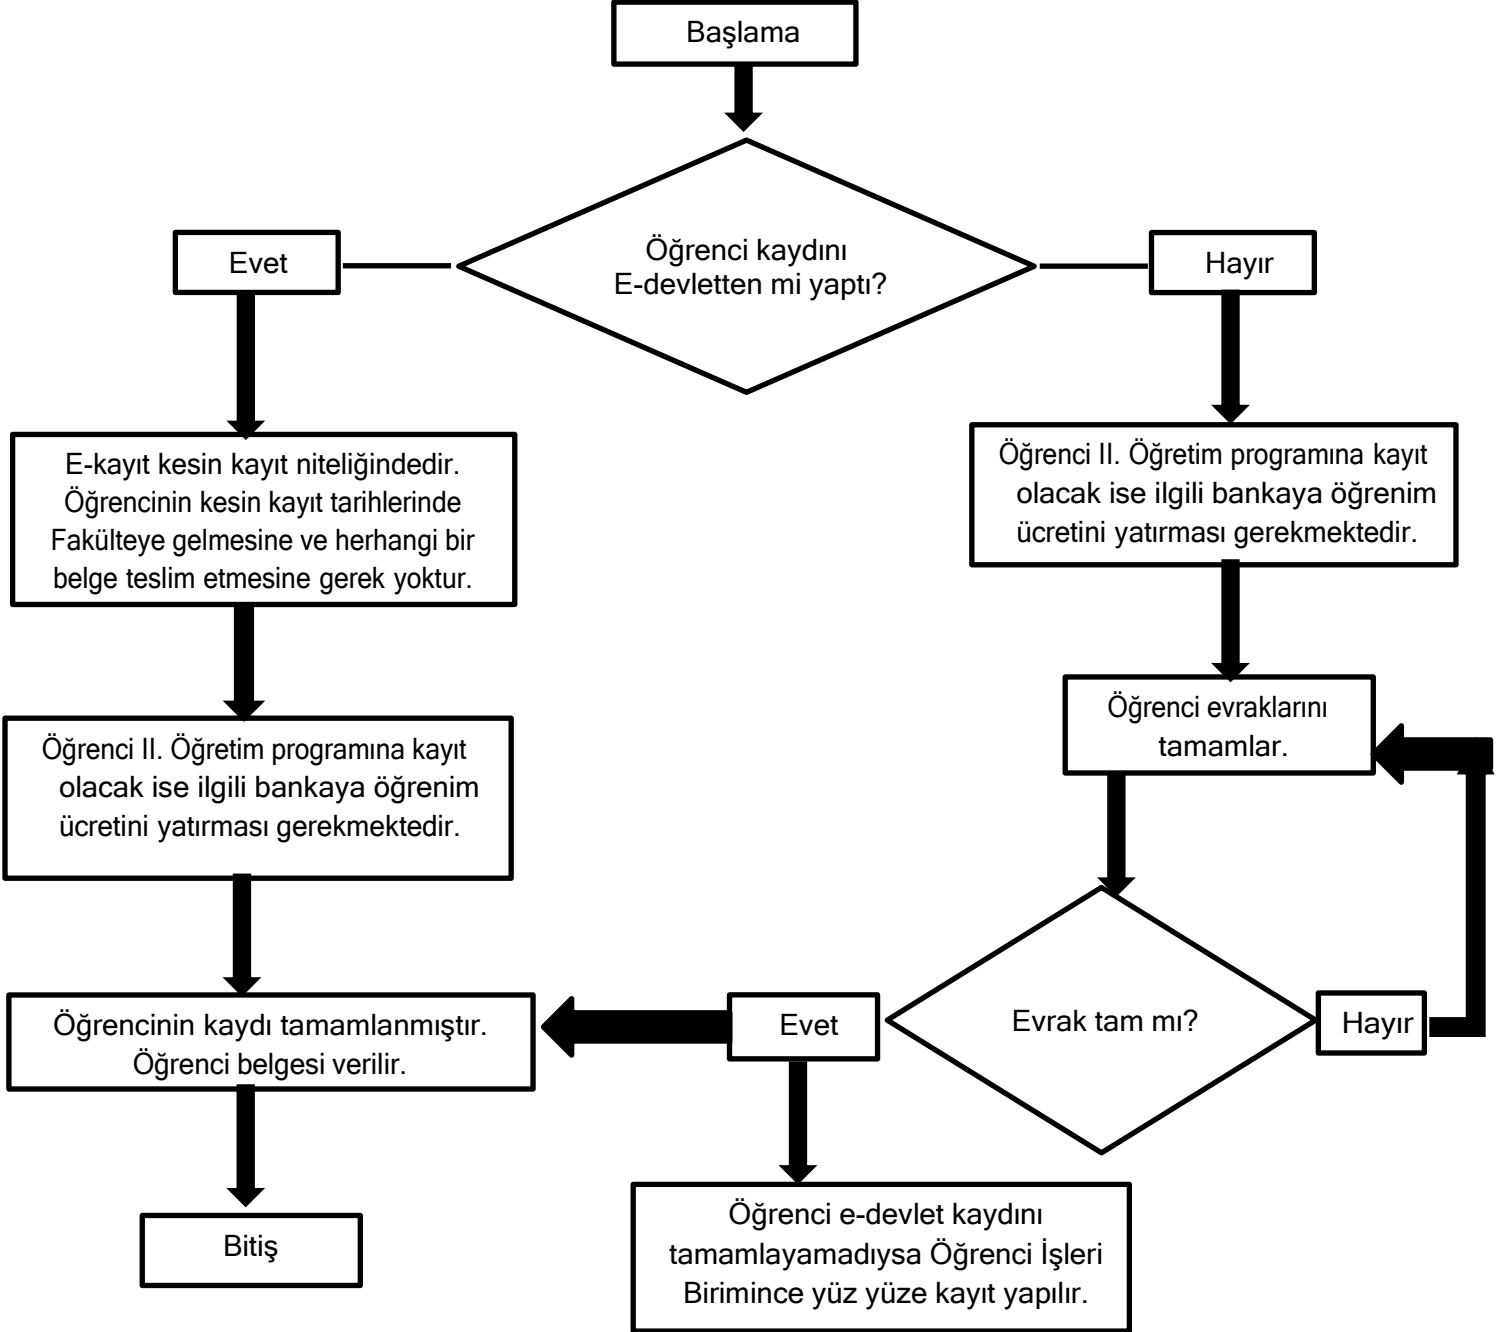 Başlama
Öğrenci kaydını
E-devletten mi yaptı?
Evet
Hayır
E-kayıt kesin kayıt niteliğindedir.
Öğrencinin kesin kayıt tarihlerinde
Fakülteye gelmesine ve herhangi bir
belge teslim etmesine gerek yoktur.
Öğrenci II. Öğretim programına kayıt
olacak ise ilgili bankaya öğrenim
ücretini yatırması gerekmektedir.
Öğrenci evraklarını
tamamlar.
Öğrenci II. Öğretim programına kayıt
olacak ise ilgili bankaya öğrenim
ücretini yatırması gerekmektedir.
Evrak tam mı?
Evet
Hayır
Öğrencinin kaydı tamamlanmıştır.
Öğrenci belgesi verilir.
Öğrenci e-devlet kaydını
tamamlayamadıysa Öğrenci İşleri
Birimince yüz yüze kayıt yapılır.
Bitiş